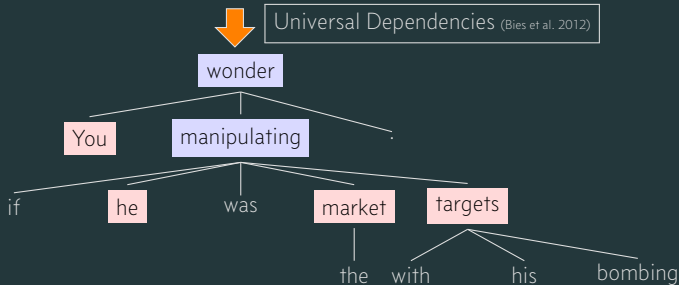 Universal Dependencies (Bies et al. 2012)
wonder
You manipulating .
if he was market targets
the with his bombing